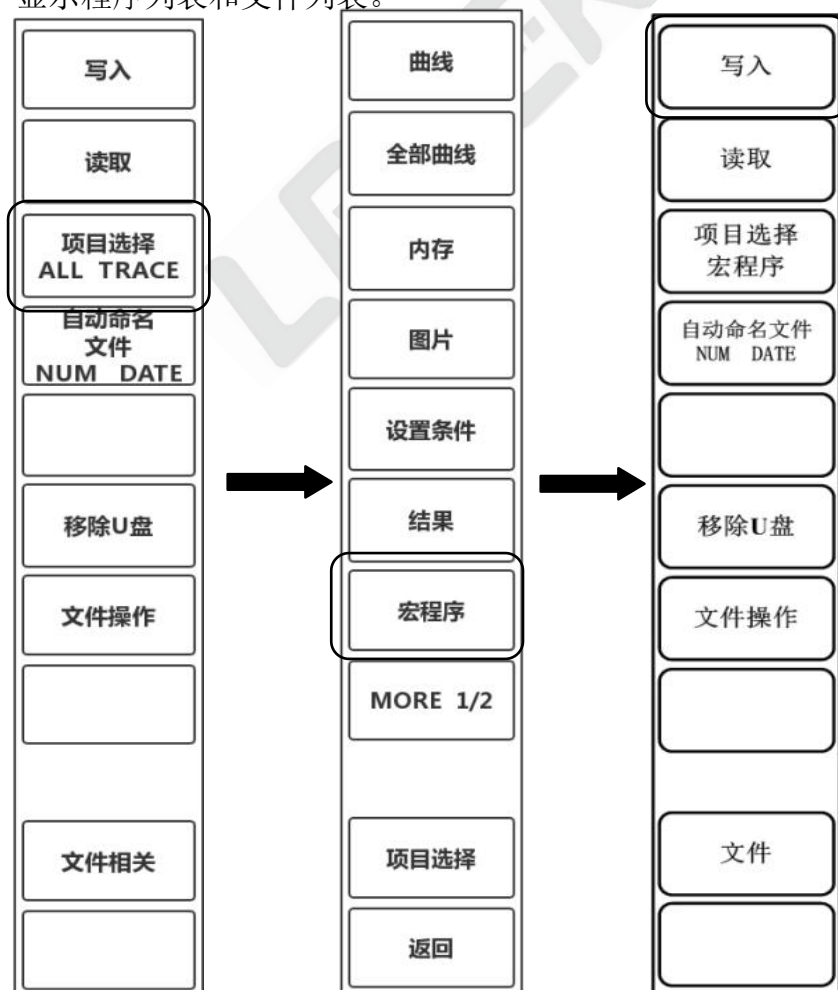 显示程序列表和文件列表。
写入
读取
项目选择
ALL TRACE
自动命名
文件
NUM DATE
移除U盘
文件操作
文件相关
曲线
全部曲线
内存
图片
设置条件
结果
宏程序
MORE 1/2
项目选择
返回
写入
读取
项目选择
宏程序
自动命名文件
NUM DATE
移除U盘
文件操作
文件